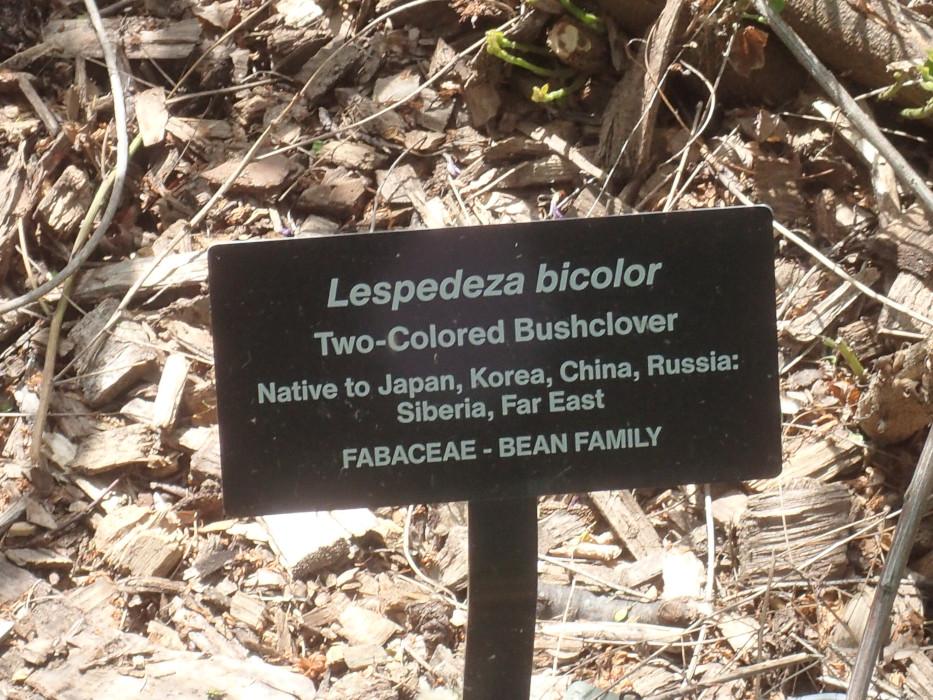 Lespedeza bicolor
Two-Colored Bushclover
Native to Japan, Korea, China, Russia:
Siberia, Far East
FABACEAE - BEAN FAMILY